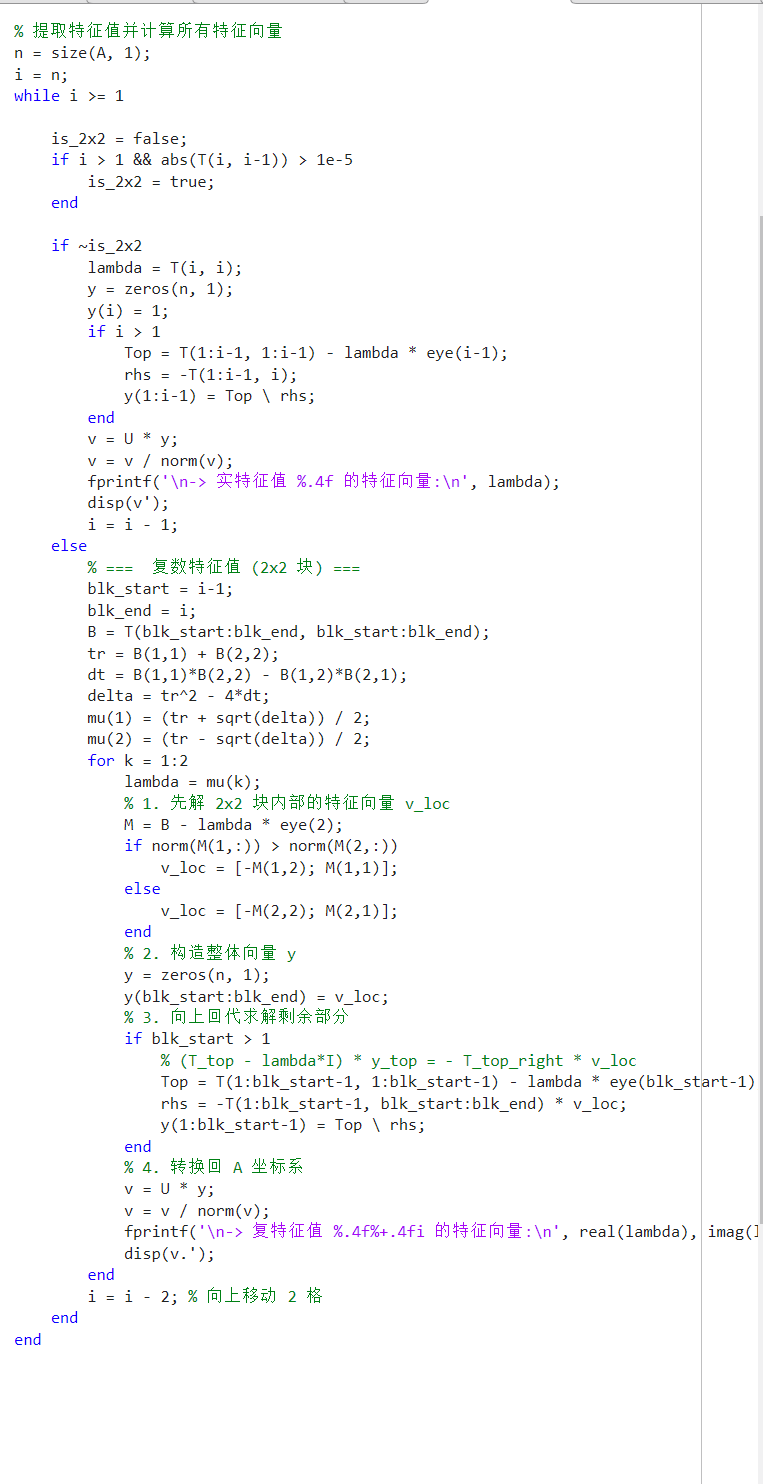 % 提取特征值并计算所有特征向量
n = size(A, 1);
i = n;
while i >= 1
is_2x2 = false;
if i > 1 && abs(T(i, i-1)) > 1e-5
is_2x2 = true;
end
if ~is_2x2
lambda = T(i, i);
y = zeros(n, 1);
y(i) = 1;
if i > 1
Top = T(1:i-1, 1:i-1) - lambda * eye(i-1);
rhs = -T(1:i-1, i);
y(1:i-1) = Top \ rhs;
end
v = U * y;
v = v / norm(v);
fprintf('\n-> 实特征值 %.4f 的特征向量:\n', lambda);
disp(v');
i = i - 1;
else
% ===  复数特征值 (2x2 块) ===
blk_start = i-1;
blk_end = i;
B = T(blk_start:blk_end, blk_start:blk_end);
tr = B(1,1) + B(2,2);
dt = B(1,1)*B(2,2) - B(1,2)*B(2,1);
delta = tr^2 - 4*dt;
mu(1) = (tr + sqrt(delta)) / 2;
mu(2) = (tr - sqrt(delta)) / 2;
for k = 1:2
lambda = mu(k);
% 1. 先解 2x2 块内部的特征向量 v_loc
M = B - lambda * eye(2);
if norm(M(1,:)) > norm(M(2,:))
v_loc = [-M(1,2); M(1,1)];
else
v_loc = [-M(2,2); M(2,1)];
end
% 2. 构造整体向量 y
y = zeros(n, 1);
y(blk_start:blk_end) = v_loc;
% 3. 向上回代求解剩余部分
if blk_start > 1
% (T_top - lambda*I) * y_top = - T_top_right * v_loc
Top = T(1:blk_start-1, 1:blk_start-1) - lambda * eye(blk_start-1)
rhs = -T(1:blk_start-1, blk_start:blk_end) * v_loc;
y(1:blk_start-1) = Top \ rhs;
end
% 4. 转换回 A 坐标系
v = U * y;
v = v / norm(v);
fprintf('\n-> 复特征值 %.4f%+.4fi 的特征向量:\n', real(lambda), imag(
disp(v.');
end
i = i - 2; % 向上移动 2 格
end
end